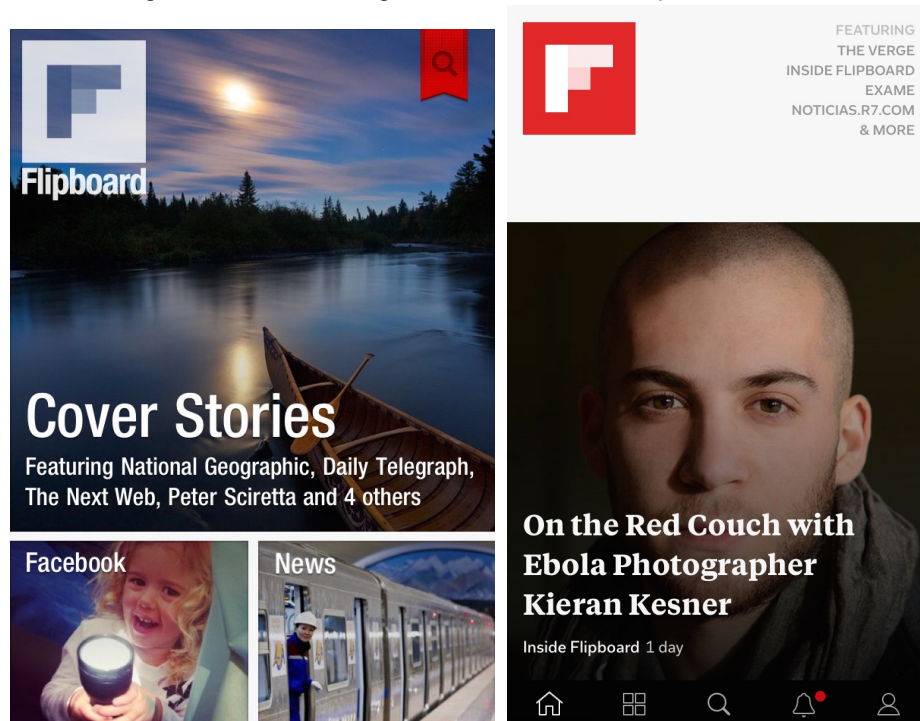 Flipboard
Cover Stories
Featuring National Geographic, Daily Telegraph,
The Next Web, Peter Sciretta and 4 others
Facebook
News
FEATURING
THE VERGE
INSIDE FLIPBOARD
EXAME
NOTICIAS.R7.COM
& MORE
On the Red Couch with
Ebola Photographer
Kieran Kesner
Inside Flipboard 1 day